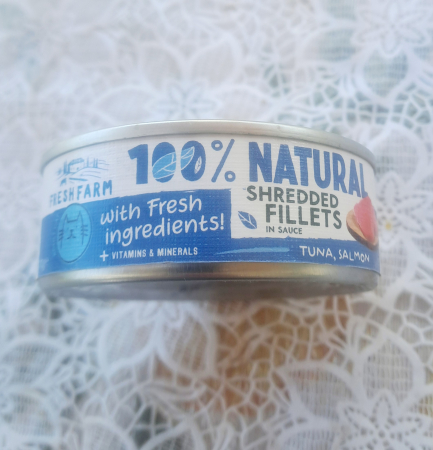 FRESHFARM
100% NATURAL
with Fresh
ingredients!
+ VITAMINS & MINERALS
SHREDDED
FILLETS
IN SAUCE
TUNA, SALMON